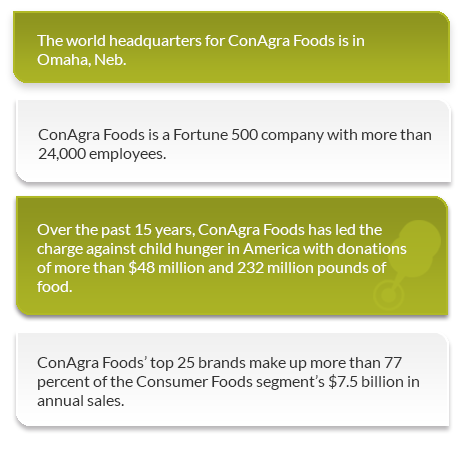 The world headquarters for ConAgra Foods is in
Omaha, Neb.
ConAgra Foods is a Fortune 500 company with more than
24,000 employees.
Over the past 15 years, ConAgra Foods has led the
charge against child hunger in America with donations
of more than $48 million and 232 million pounds of
food.
ConAgra Foods’ top 25 brands make up more than 77
percent of the Consumer Foods segment’s $7.5 billion in
annual sales.